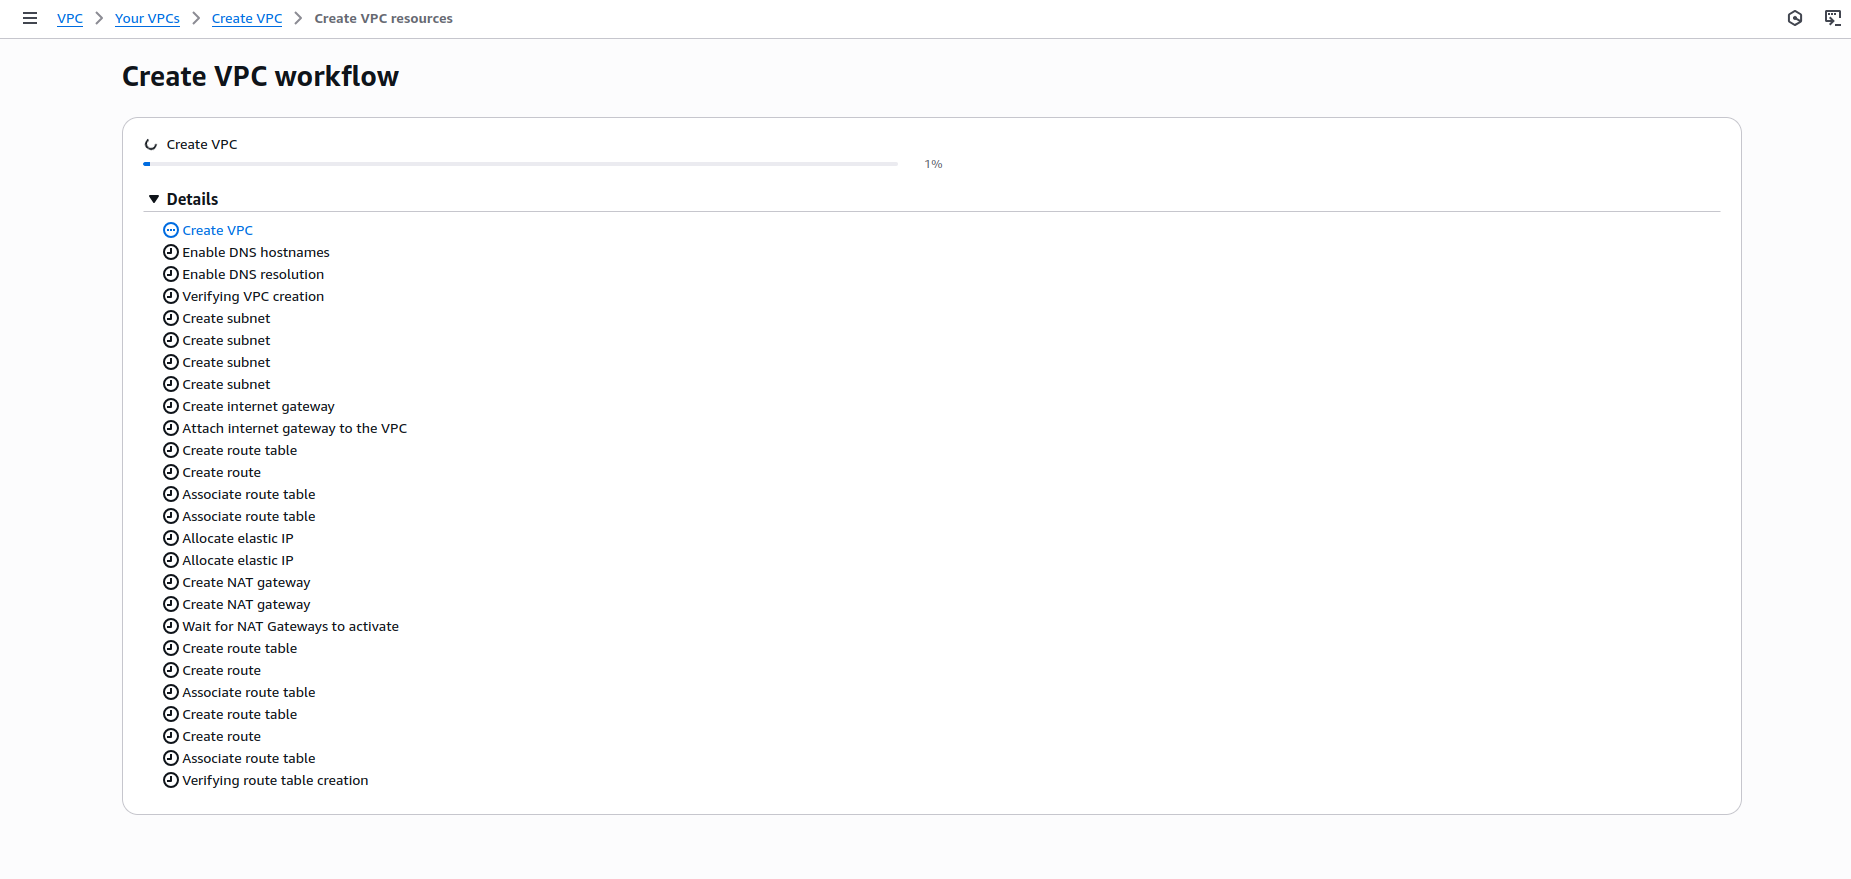 VPC > Your VPCs > Create VPC > Create VPC resources
Create VPC workflow
Create VPC
1%
Details
Create VPC
Enable DNS hostnames
Enable DNS resolution
Verifying VPC creation
Create subnet
Create subnet
Create subnet
Create subnet
Create internet gateway
Attach internet gateway to the VPC
Create route table
Create route
Associate route table
Associate route table
Allocate elastic IP
Allocate elastic IP
Create NAT gateway
Create NAT gateway
Wait for NAT Gateways to activate
Create route table
Create route
Associate route table
Create route table
Create route
Associate route table
Verifying route table creation